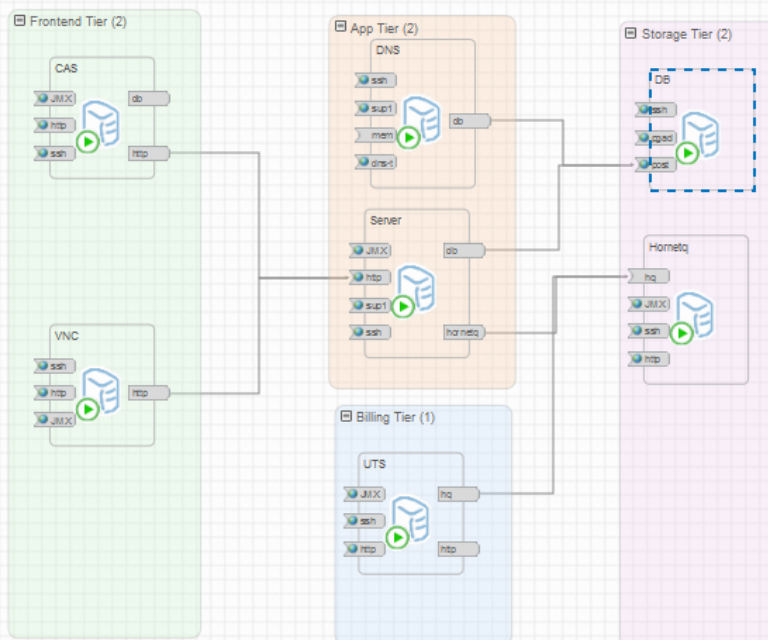 Frontend Tier (2)
CAS
JMX
db
http
ssh
http
VNC
ssh
http
http
JMX
App Tier (2)
DNS
ssh
sup1
db
mem
dns-t
Server
JMX
db
http
sup1
ssh
hornetq
Billing Tier (1)
UTS
JMX
hq
ssh
http
http
Storage Tier (2)
DB
ssh
post
Hornetq
hq
JMX
ssh
http